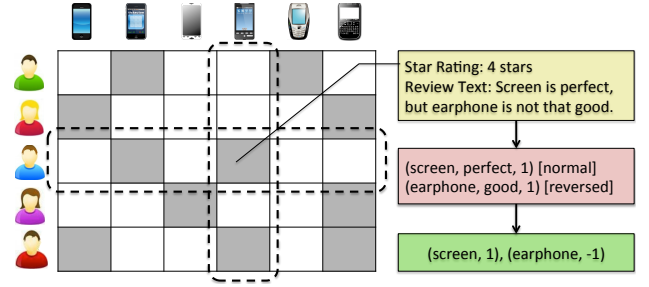 Star Rating: 4 stars
Review Text: Screen is perfect,
but earphone is not that good.
(screen, perfect, 1) [normal]
(earphone, good, 1) [reversed]
(screen, 1), (earphone, -1)